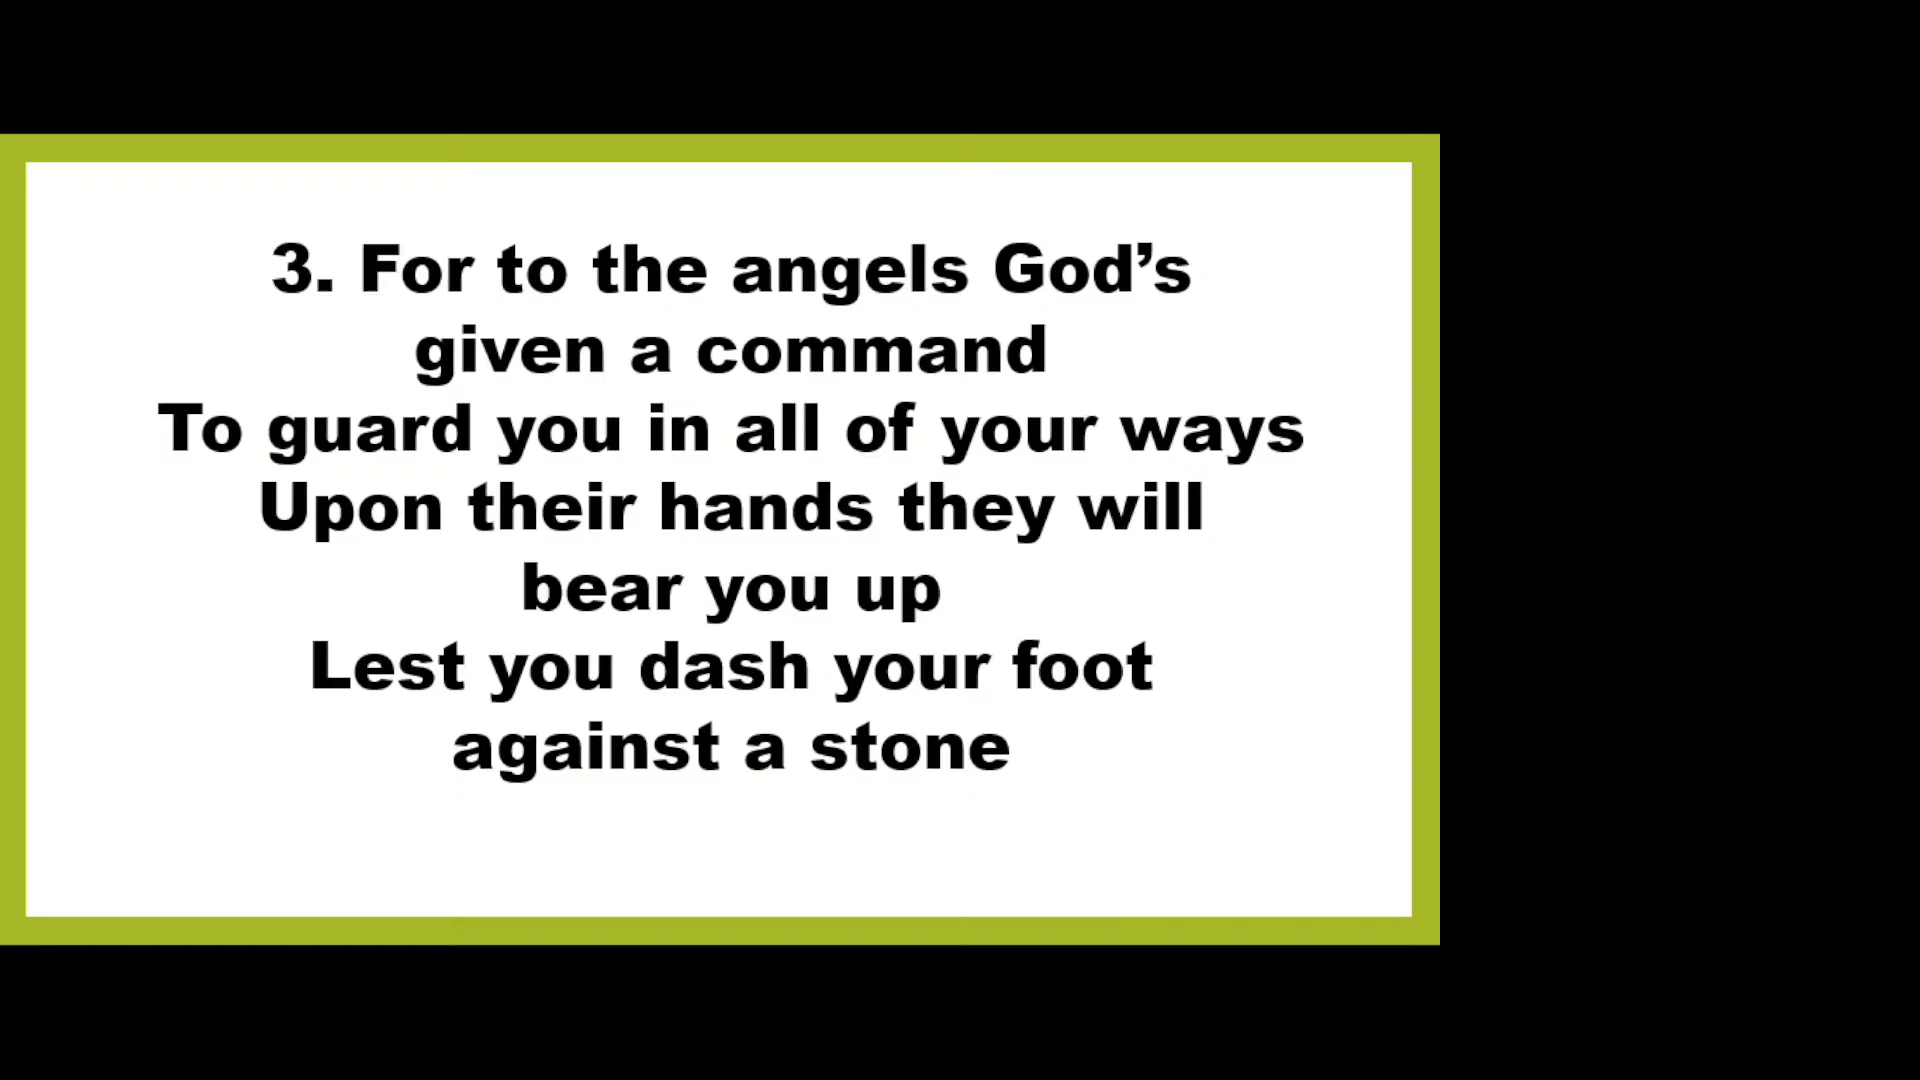 3. For to the angels God’s
given a command
To guard you in all of your ways
Upon their hands they will
bear you up
Lest you dash your foot
against a stone